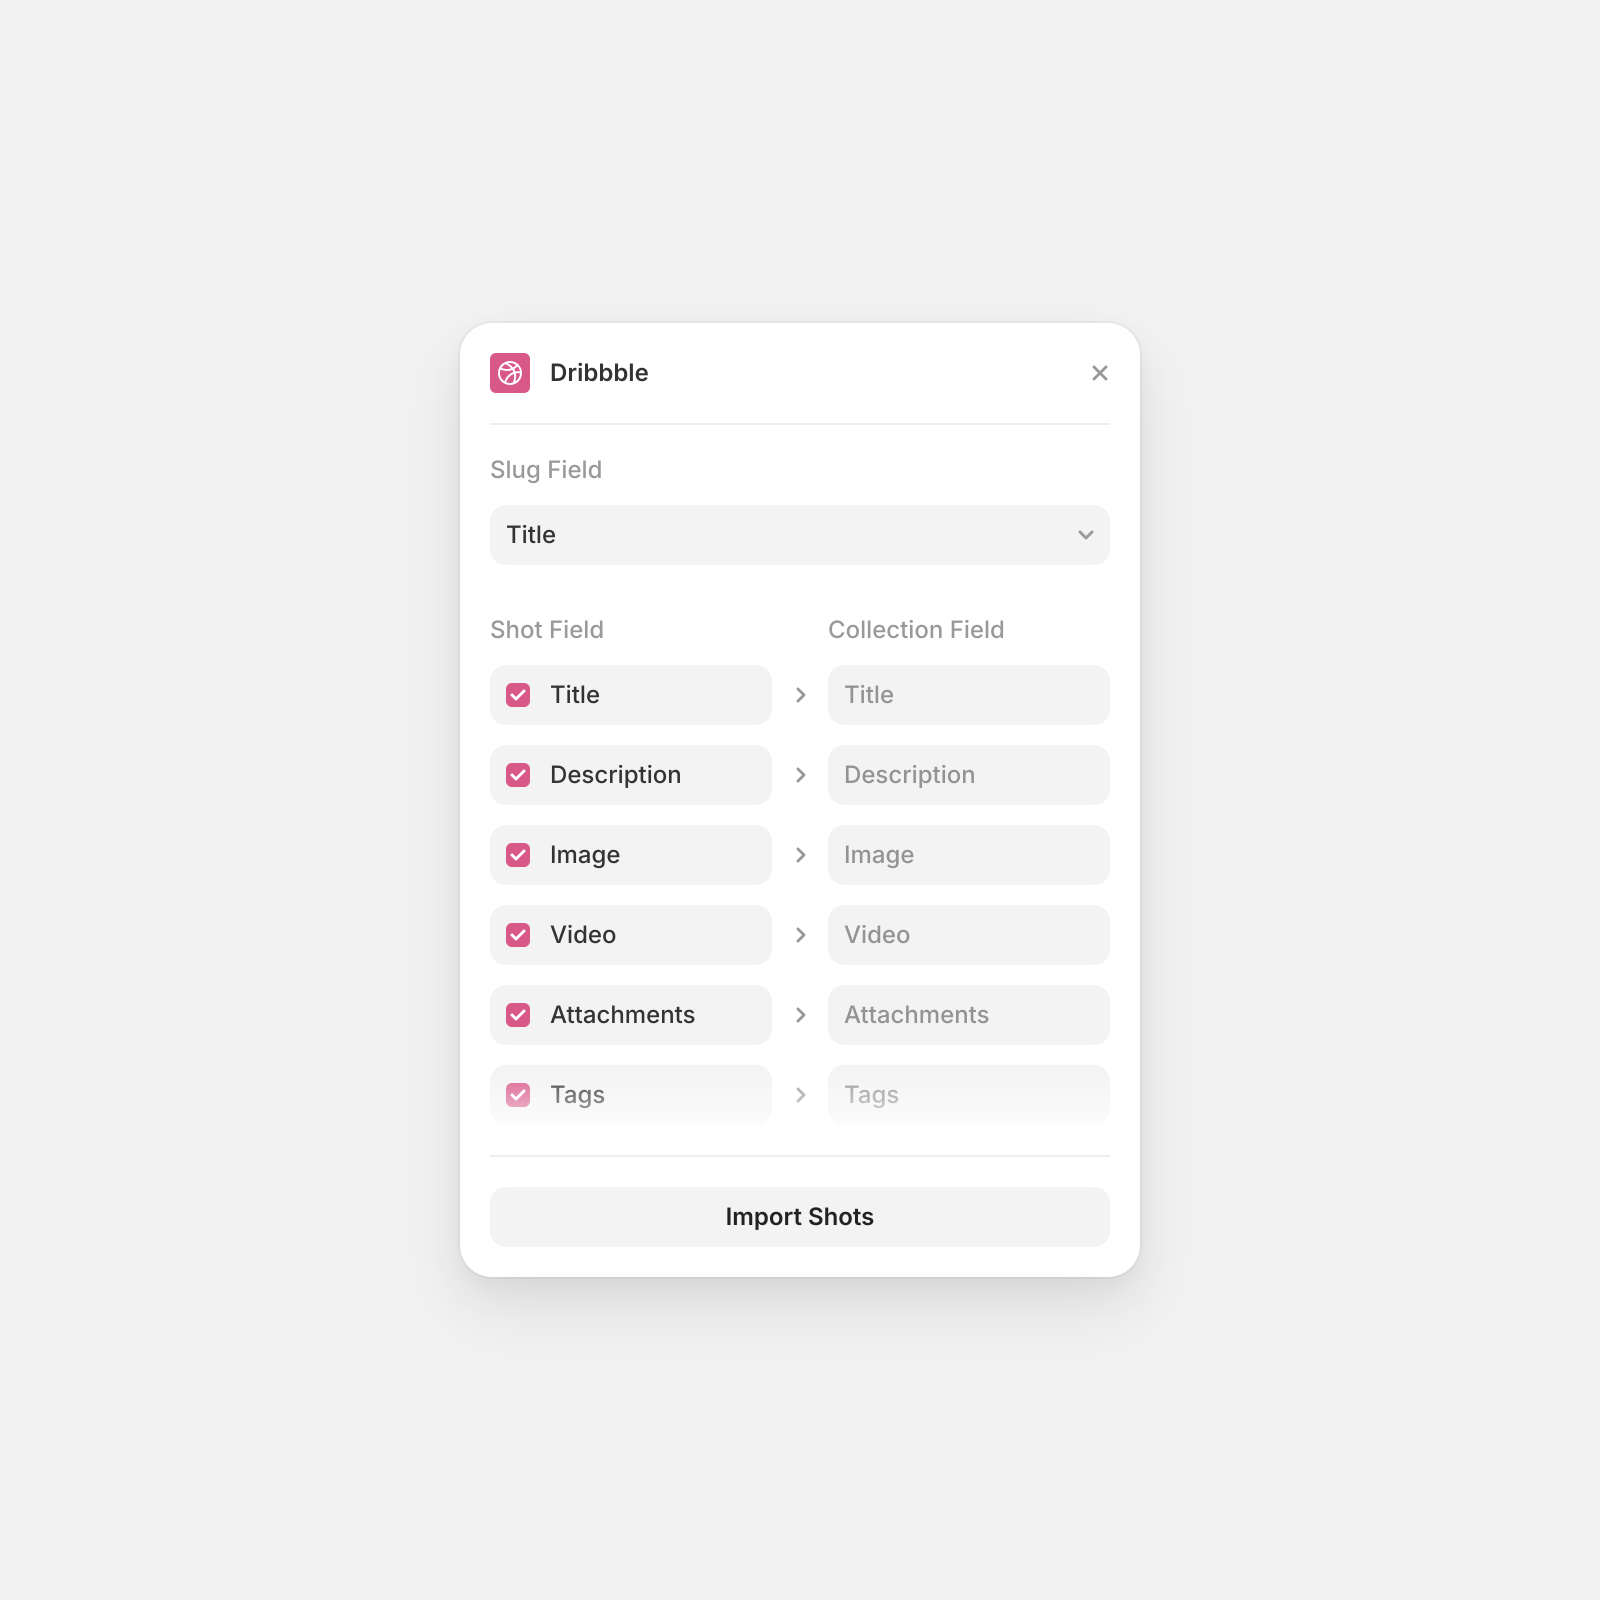 Dribbble
Slug Field
Title
Shot Field Collection Field
Title Title
Description Description
Image Image
Video Video
Attachments Attachments
Tags Tags
Import Shots